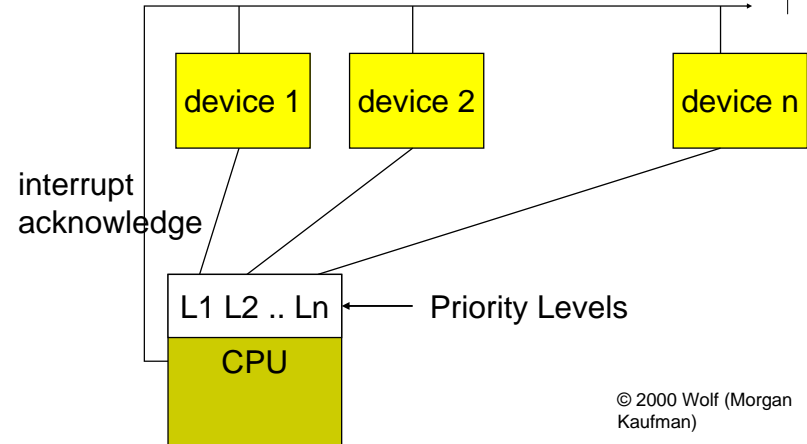 device 1
device 2
device n
interrupt
acknowledge
L1 L2 .. Ln
Priority Levels
CPU
© 2000 Wolf (Morgan
Kaufman)